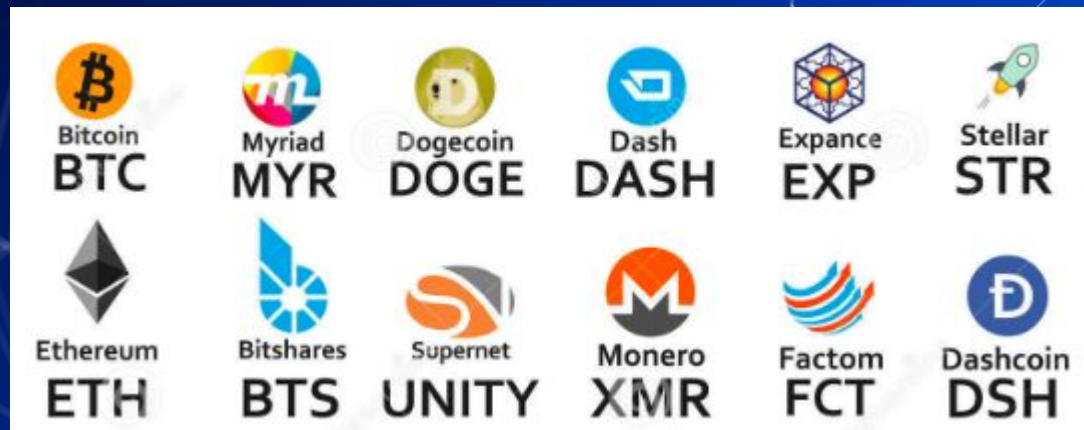 Bitcoin
BTC
Myriad
MYR
Dogecoin
DOGE
Dash
DASH
Expance
EXP
Stellar
STR
Ethereum
ETH
Bitshares
BTS
Supernet
UNITY
Monero
XMR
Factom
FCT
Dashcoin
DSH